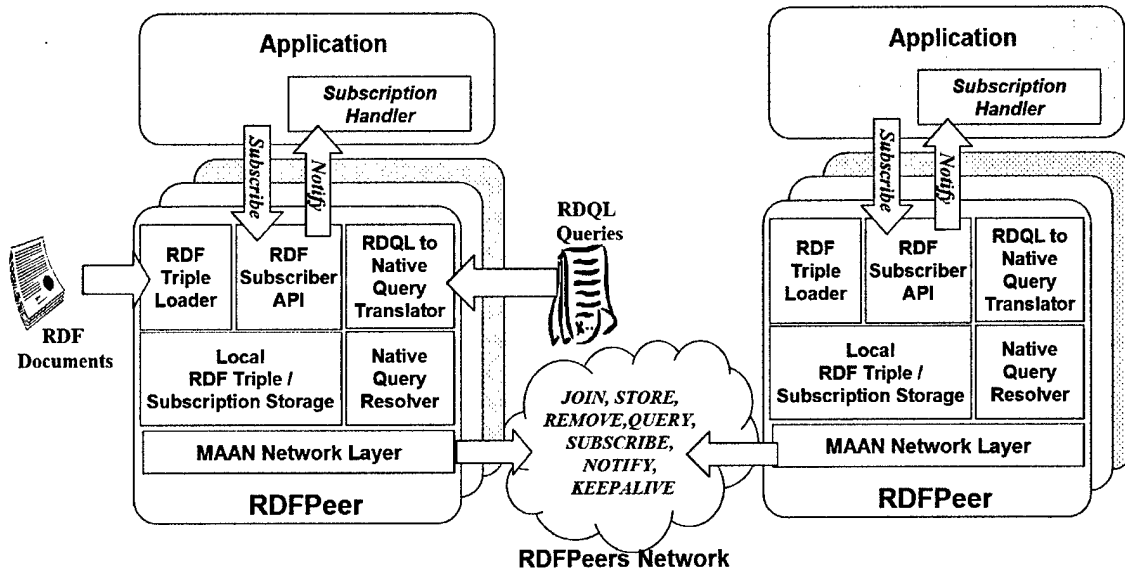 Application
Subscription
Handler
Subscribe
Notify
RDF
Triple
Loader
RDF
Subscriber
API
RDQL to
Native
Query
Translator
Local
RDF Triple /
Subscription Storage
Native
Query
Resolver
MAAN Network Layer
RDFPeer
RDF
Documents
RDQL
Queries
JOIN, STORE,
REMOVE,QUERY,
SUBSCRIBE,
NOTIFY,
KEEPALIVE
RDFPeers Network
Application
Subscription
Handler
Subscribe
Notify
RDF
Triple
Loader
RDF
Subscriber
API
RDQL to
Native
Query
Translator
Local
RDF Triple /
Subscription Storage
Native
Query
Resolver
MAAN Network Layer
RDFPeer